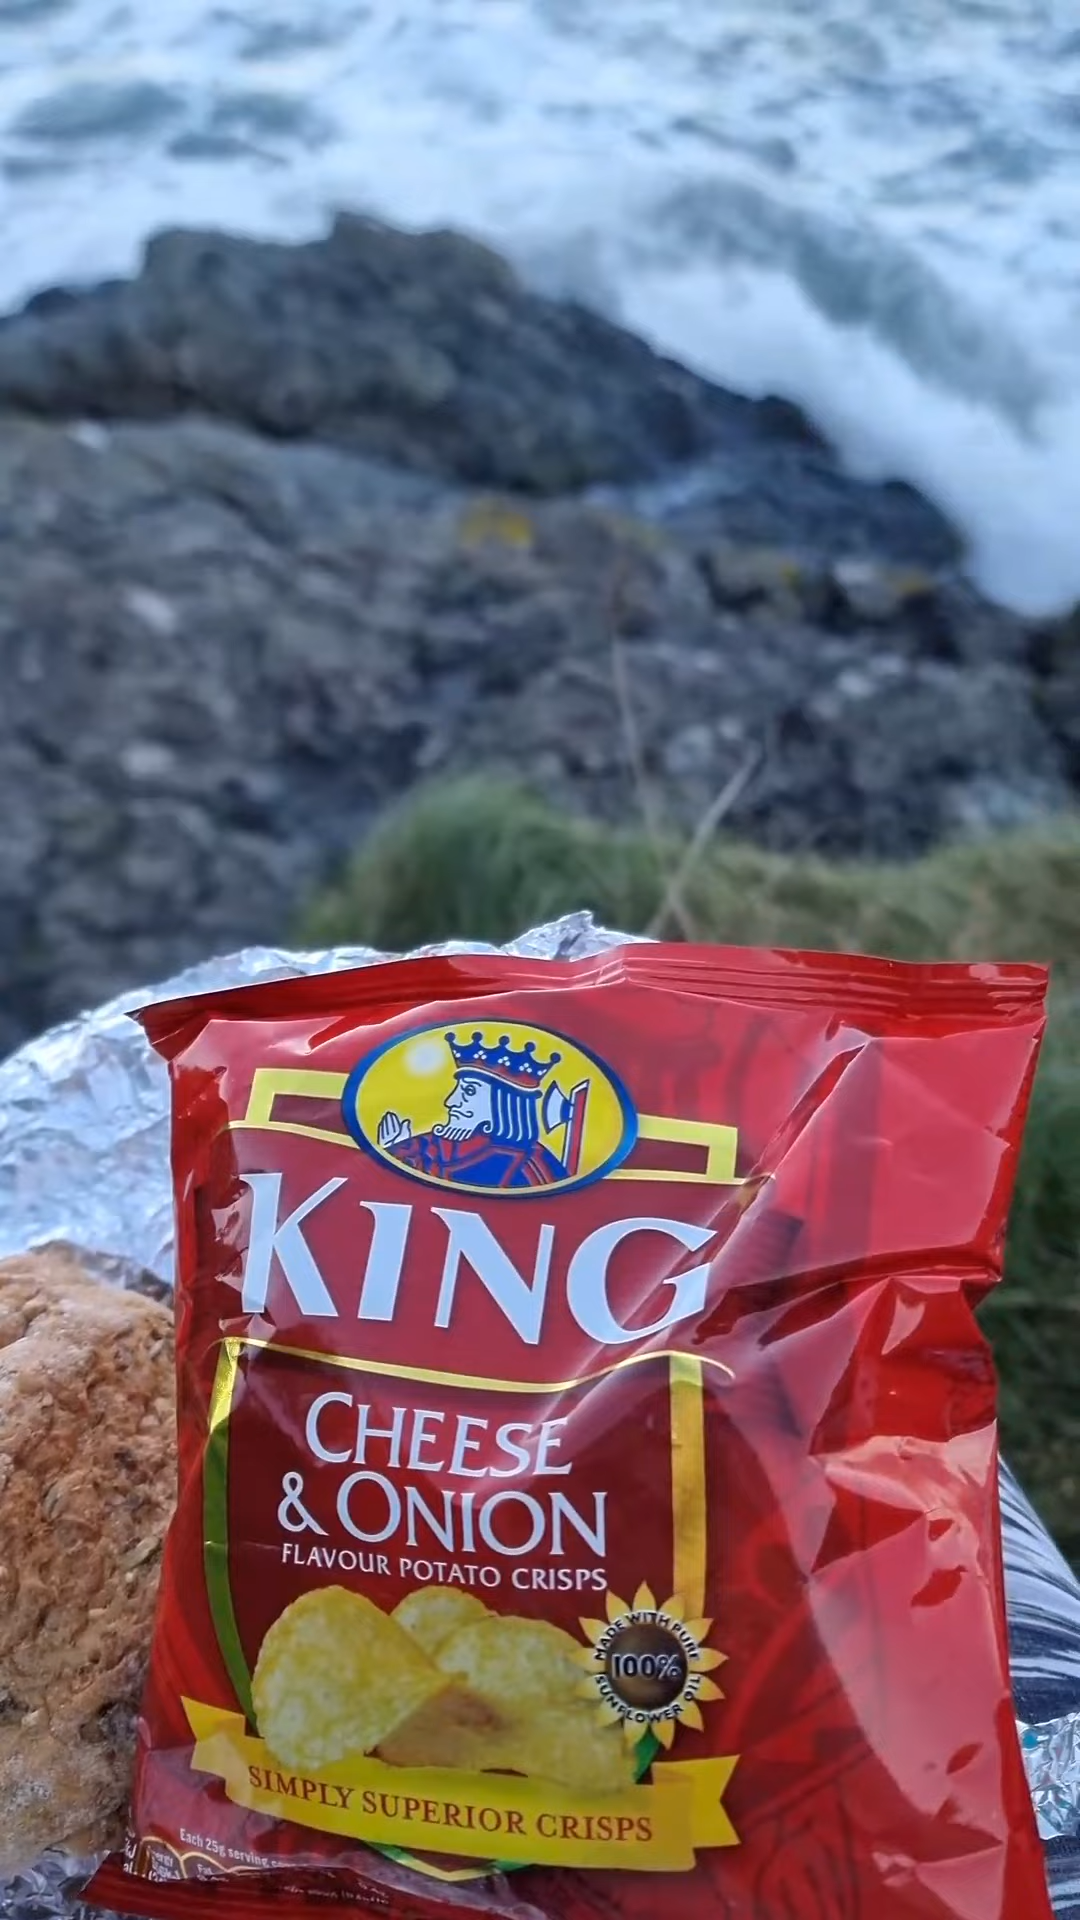 KING
CHEESE
& ONION
FLAVOUR POTATO CRISPS
MADE WITH PURE
100%
SUNFLOWER OIL
SIMPLY SUPERIOR CRISPS
Each 25g serving